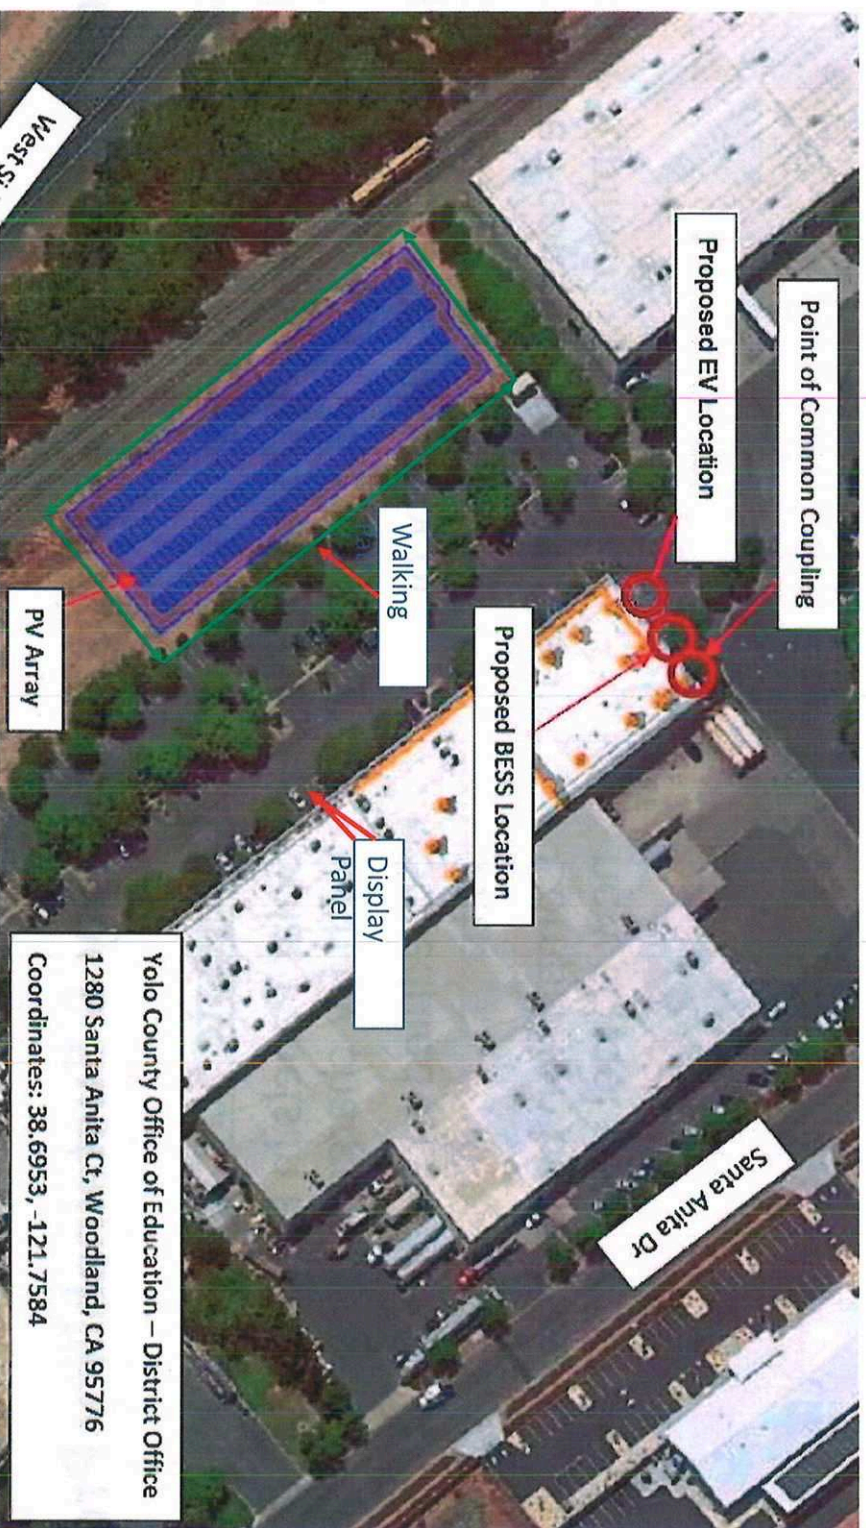 Point of Common Coupling
Proposed EV Location
Proposed BESS Location
Walking
Display
Panel
PV Array
West Si
Santa Anita Dr
Yolo County Office of Education – District Office
1280 Santa Anita Ct, Woodland, CA 95776
Coordinates: 38.6953, -121.7584